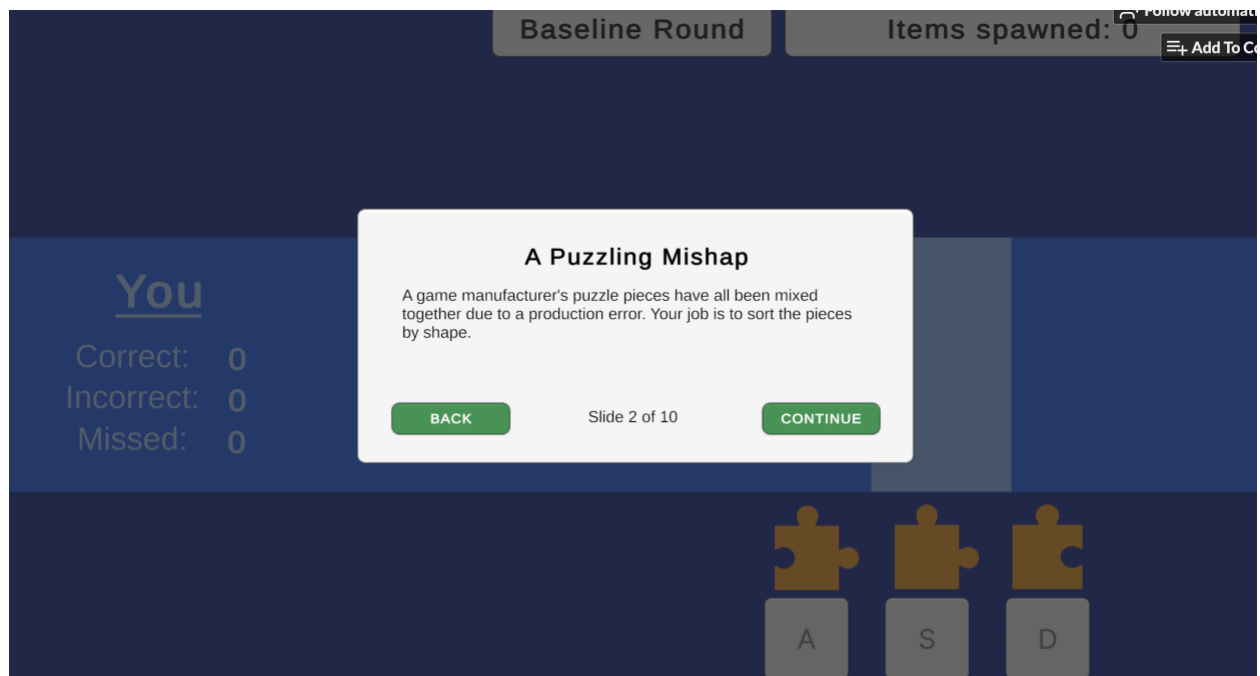 Follow
Baseline Round
Items spawned: 0
Add To
A Puzzling Mishap
A game manufacturer's puzzle pieces have all been mixed
together due to a production error. Your job is to sort the pieces
by shape.
BACK
Slide 2 of 10
CONTINUE
You
Correct: 0
Incorrect: 0
Missed: 0
A
S
D